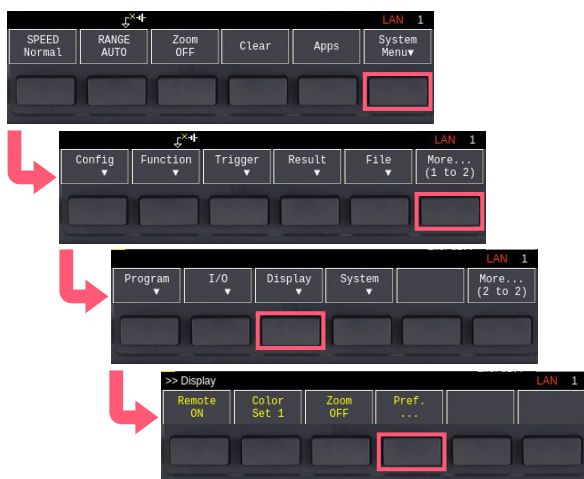 LAN 1
SPEED Normal
RANGE AUTO
Zoom OFF
Clear
Apps
System Menu▼
LAN 1
Config ▼
Function ▼
Trigger ▼
Result ▼
File ▼
More... (1 to 2)
LAN 1
Program ▼
I/O ▼
Display ▼
System ▼
More... (2 to 2)
>> Display
LAN 1
Remote ON
Color Set 1
Zoom OFF
Pref. ...